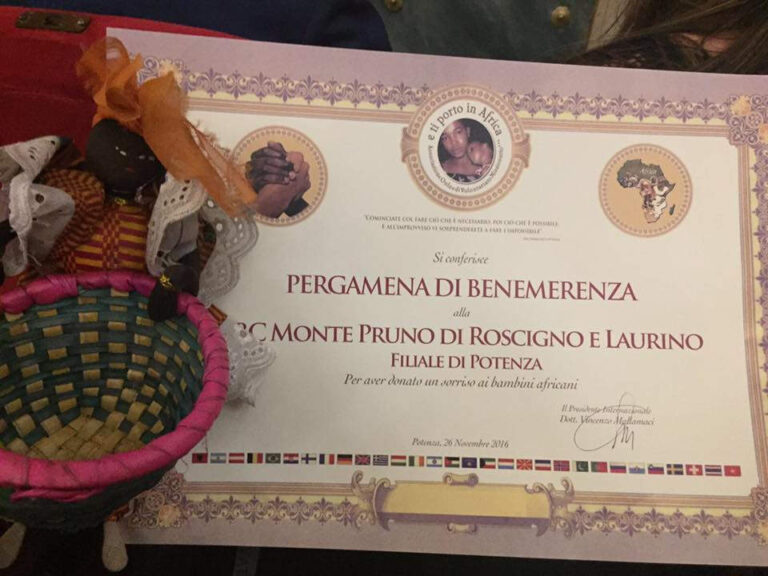 e ti porto in Africa
"COMINCIATE COL FARE CIÒ CHE È NECESSARIO, POI CIÒ CHE È POSSIBILE
E ALL'IMPROVVISO VI SORPRENDERETE A FARE L'IMPOSSIBILE"
Si conferisce
PERGAMENA DI BENEMERENZA
alla
BC MONTE PRUNO DI ROSCIGNO E LAURINO
FILIALE DI POTENZA
Per aver donato un sorriso ai bambini africani
Il Presidente Internazionale
Dott. Vincenzo Mallamaci
Potenza, 26 Novembre 2016